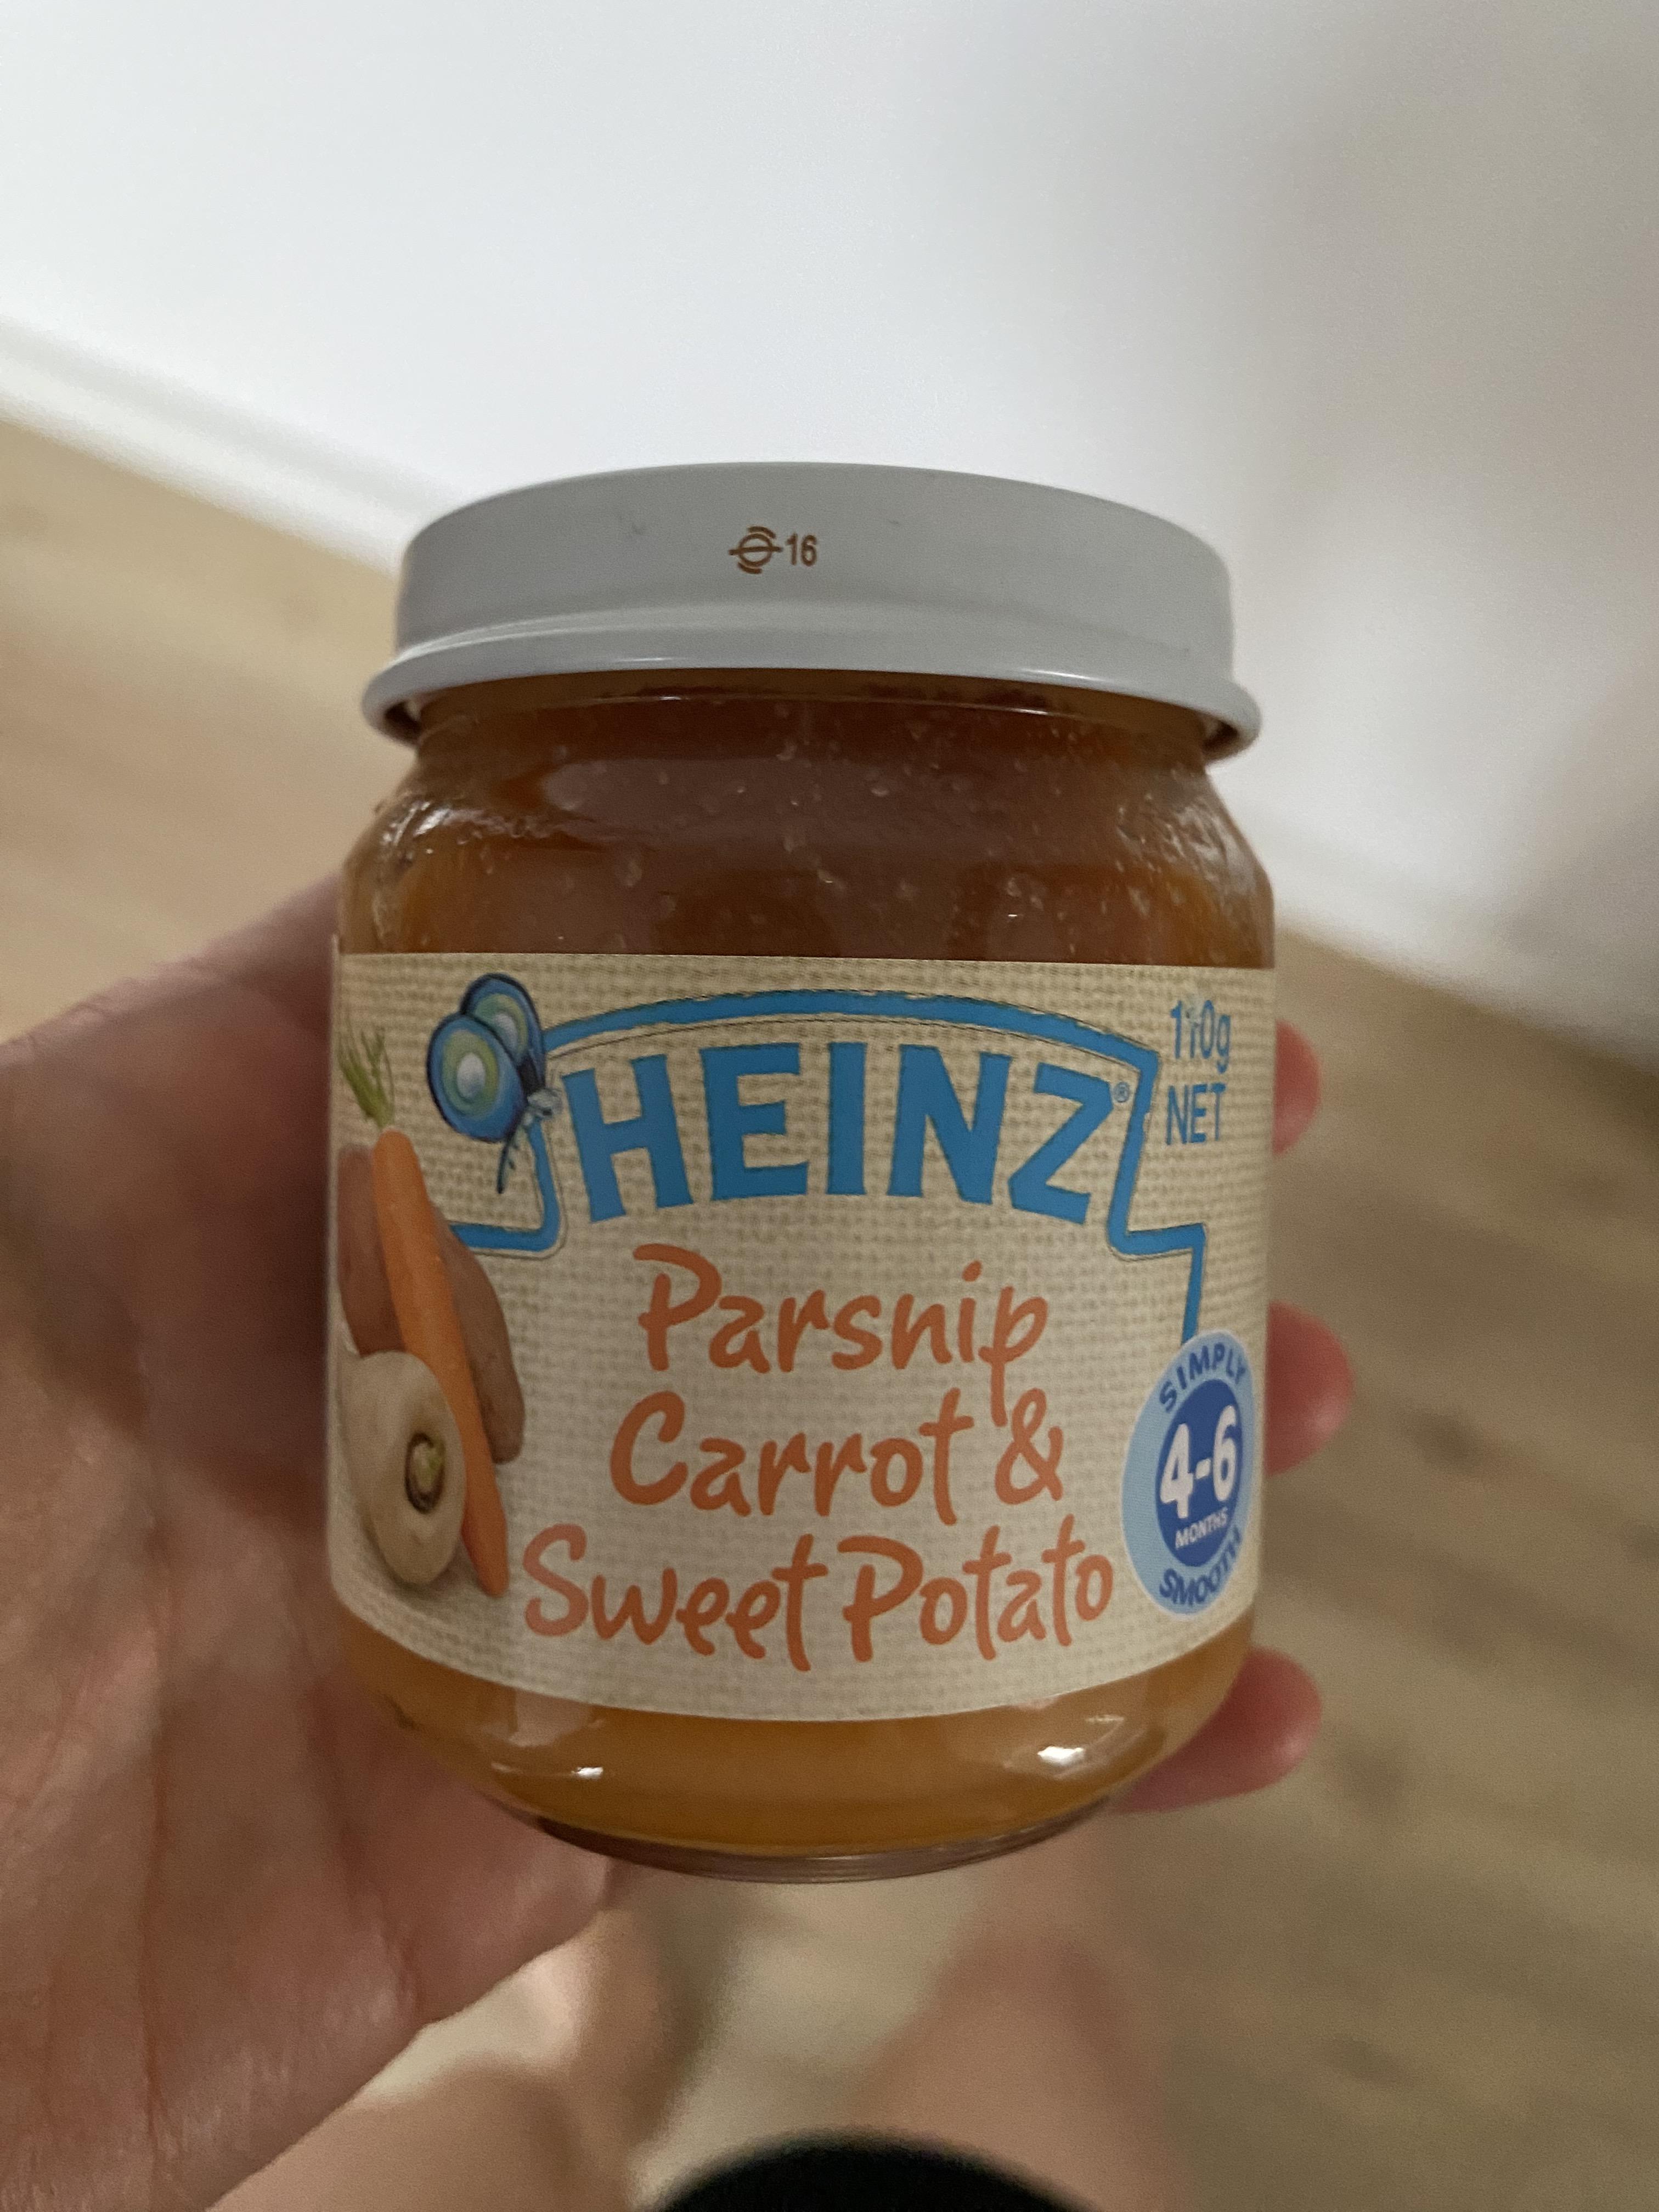 16
HEINZ®
110g
NET
Parsnip
Carrot &
Sweet Potato
SIMPLY
4-6
MONTHS
SMOOTH